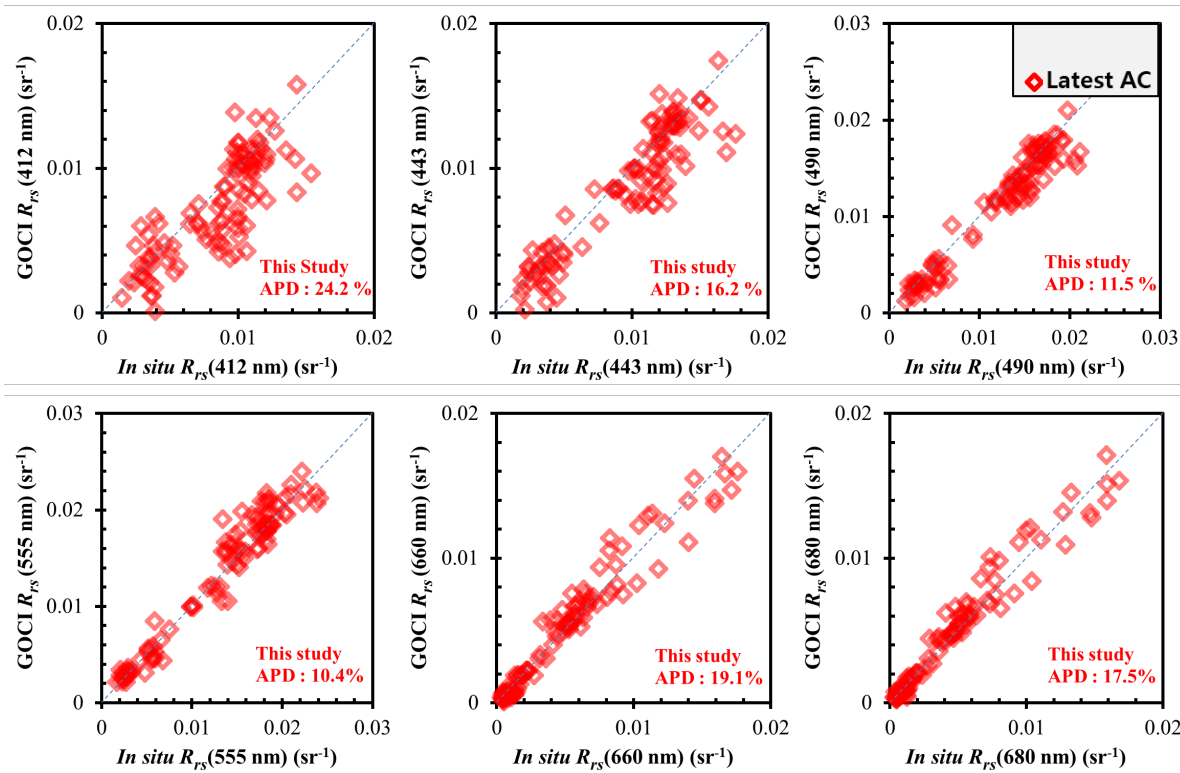 0.02
0.01
0
GOCI Rrs(412 nm) (sr-1)
This Study
APD : 24.2 %
0
0.01
0.02
In situ Rrs(412 nm) (sr-1)
0.02
0.01
0
GOCI Rrs(443 nm) (sr-1)
This study
APD : 16.2 %
0
0.01
0.02
In situ Rrs(443 nm) (sr-1)
0.03
0.02
0.01
0
GOCI Rrs(490 nm) (sr-1)
Latest AC
This study
APD : 11.5 %
0
0.01
0.02
0.03
In situ Rrs(490 nm) (sr-1)
0.03
0.02
0.01
0
GOCI Rrs(555 nm) (sr-1)
This study
APD : 10.4%
0
0.01
0.02
0.03
In situ Rrs(555 nm) (sr-1)
0.02
0.01
0
GOCI Rrs(660 nm) (sr-1)
This study
APD : 19.1%
0
0.01
0.02
In situ Rrs(660 nm) (sr-1)
0.02
0.01
0
GOCI Rrs(680 nm) (sr-1)
This study
APD : 17.5%
0
0.01
0.02
In situ Rrs(680 nm) (sr-1)